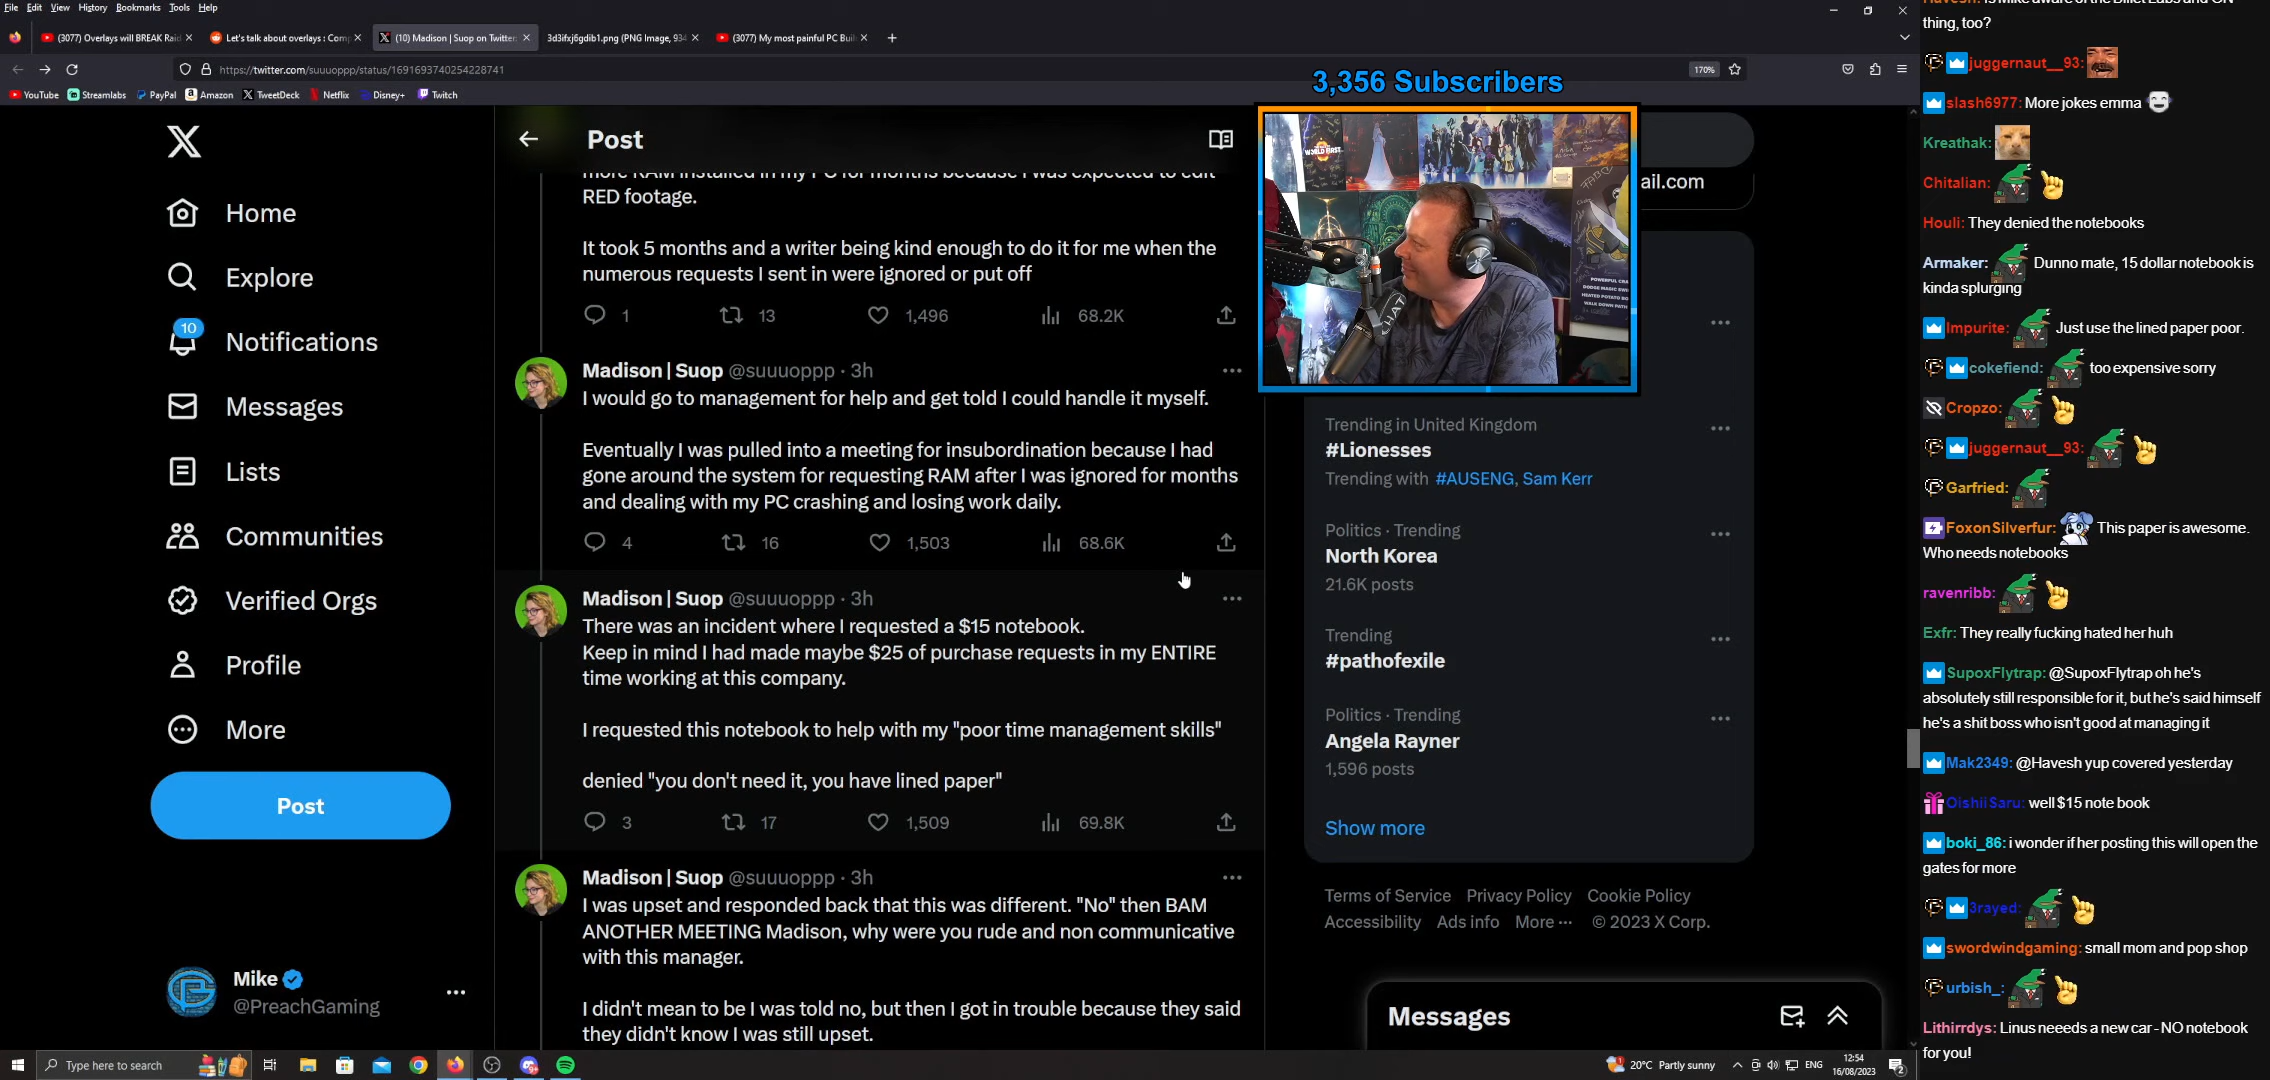 File Edit View History Bookmarks Tools Help
(3077) Overlays will BREAK Raid
Let's talk about overlays : Comp
(10) Madison | Suop on Twitter:
3d3ifxj6gdib1.png (PNG Image, 934
(3077) My most painful PC Buil
https://twitter.com/suuuoppp/status/1691693740254228741
170%
YouTube Streamlabs PayPal Amazon TweetDeck Netflix Disney+ Twitch
3,356 Subscribers
Home
Explore
10
Notifications
Messages
Lists
Communities
Verified Orgs
Profile
More
Post
Mike
@PreachGaming
Post
more RAM installed in my PC for months because I was expected to edit
RED footage.
It took 5 months and a writer being kind enough to do it for me when the
numerous requests I sent in were ignored or put off
1 13 1,496 68.2K
Madison | Suop @suuuoppp · 3h
I would go to management for help and get told I could handle it myself.
Eventually I was pulled into a meeting for insubordination because I had
gone around the system for requesting RAM after I was ignored for months
and dealing with my PC crashing and losing work daily.
4 16 1,503 68.6K
Madison | Suop @suuuoppp · 3h
There was an incident where I requested a $15 notebook.
Keep in mind I had made maybe $25 of purchase requests in my ENTIRE
time working at this company.
I requested this notebook to help with my "poor time management skills"
denied "you don't need it, you have lined paper"
3 17 1,509 69.8K
Madison | Suop @suuuoppp · 3h
I was upset and responded back that this was different. "No" then BAM
ANOTHER MEETING Madison, why were you rude and non communicative
with this manager.
I didn't mean to be I was told no, but then I got in trouble because they said
they didn't know I was still upset.
WORLD FIRST
CHAT
ail.com
Trending in United Kingdom
#Lionesses
Trending with #AUSENG, Sam Kerr
Politics · Trending
North Korea
21.6K posts
Trending
#pathofexile
Politics · Trending
Angela Rayner
1,596 posts
Show more
Terms of Service Privacy Policy Cookie Policy
Accessibility Ads info More ··· © 2023 X Corp.
Messages
thing, too?
juggernaut__93:
slash6977: More jokes emma
Kreathak:
Chitalian:
Houli: They denied the notebooks
Armaker: Dunno mate, 15 dollar notebook is
kinda splurging
Impurite: Just use the lined paper poor.
cokefiend: too expensive sorry
Cropzo:
juggernaut__93:
Garfried:
FoxonSilverfur: This paper is awesome.
Who needs notebooks
ravenribb:
Exfr: They really fucking hated her huh
SupoxFlytrap: @SupoxFlytrap oh he's
absolutely still responsible for it, but he's said himself
he's a shit boss who isn't good at managing it
Mak2349: @Havesh yup covered yesterday
OishiiSaru: well $15 note book
boki_86: i wonder if her posting this will open the
gates for more
3rayed:
swordwindgaming: small mom and pop shop
urbish_:
Lithirrdys: Linus neeeds a new car - NO notebook
for you!
Type here to search
20°C Partly sunny
ENG
12:54
16/08/2023
2